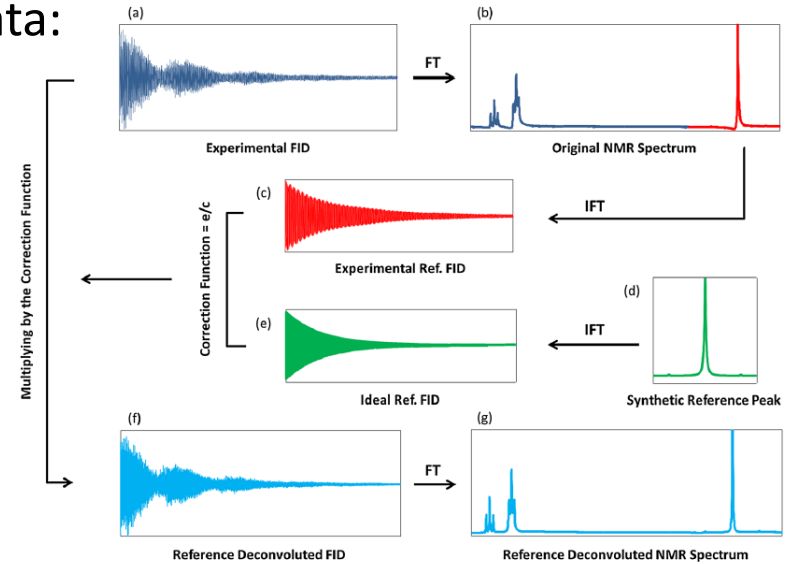 ata:
(a)
FT
(b)
Experimental FID
Original NMR Spectrum
Multiplying by the Correction Function
Correction Function = e/c
(c)
IFT
Experimental Ref. FID
(d)
(e)
IFT
Ideal Ref. FID
Synthetic Reference Peak
(f)
FT
(g)
Reference Deconvoluted FID
Reference Deconvoluted NMR Spectrum